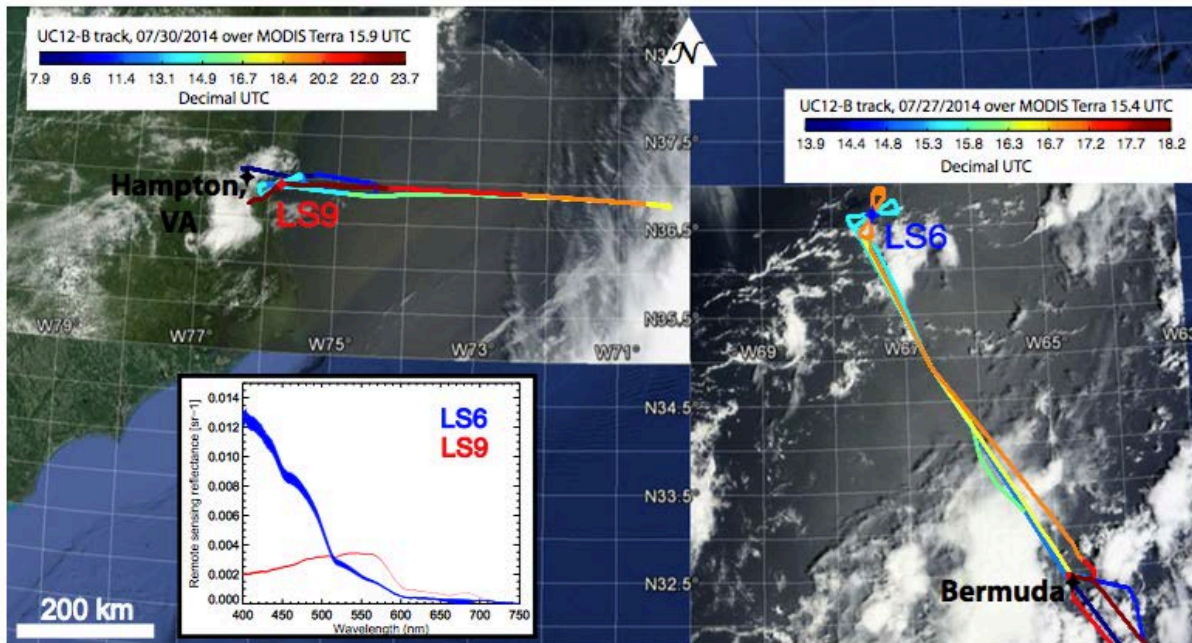 UC12-B track, 07/30/2014 over MODIS Terra 15.9 UTC
7.9 9.6 11.4 13.1 14.9 16.7 18.4 20.2 22.0 23.7
Decimal UTC
N
UC12-B track, 07/27/2014 over MODIS Terra 15.4 UTC
13.9 14.4 14.8 15.3 15.8 16.3 16.7 17.2 17.7 18.2
Decimal UTC
N37.5°
Hampton,
VA
LS9
LS6
N36.5°
N35.5°
W79°
W77°
W75°
W73°
W71°
W69°
W67°
W65°
N34.5°
N33.5°
N32.5°
Bermuda
200 km
Remote sensing reflectance [sr−1]
0.014
0.012
0.010
0.008
0.006
0.004
0.002
0.000
LS6
LS9
400 450 500 550 600 650 700 750
Wavelength (nm)